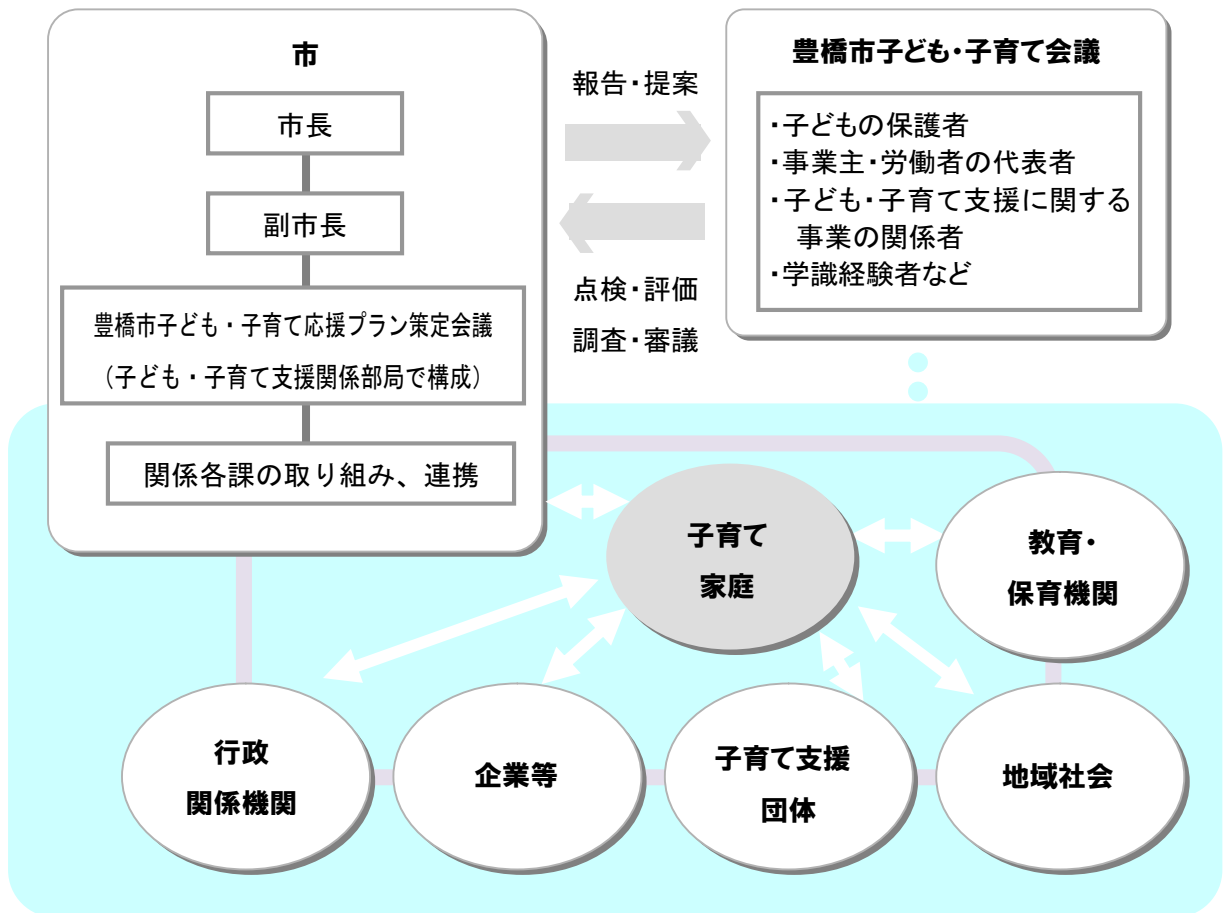 市
市長
副市長
豊橋市子ども・子育て応援プラン策定会議
（子ども・子育て支援関係部局で構成）
関係各課の取り組み、連携
報告・提案
点検・評価
調査・審議
豊橋市子ども・子育て会議
・子どもの保護者
・事業主・労働者の代表者
・子ども・子育て支援に関する
事業の関係者
・学識経験者など
子育て
家庭
教育・
保育機関
行政
関係機関
企業等
子育て支援
団体
地域社会